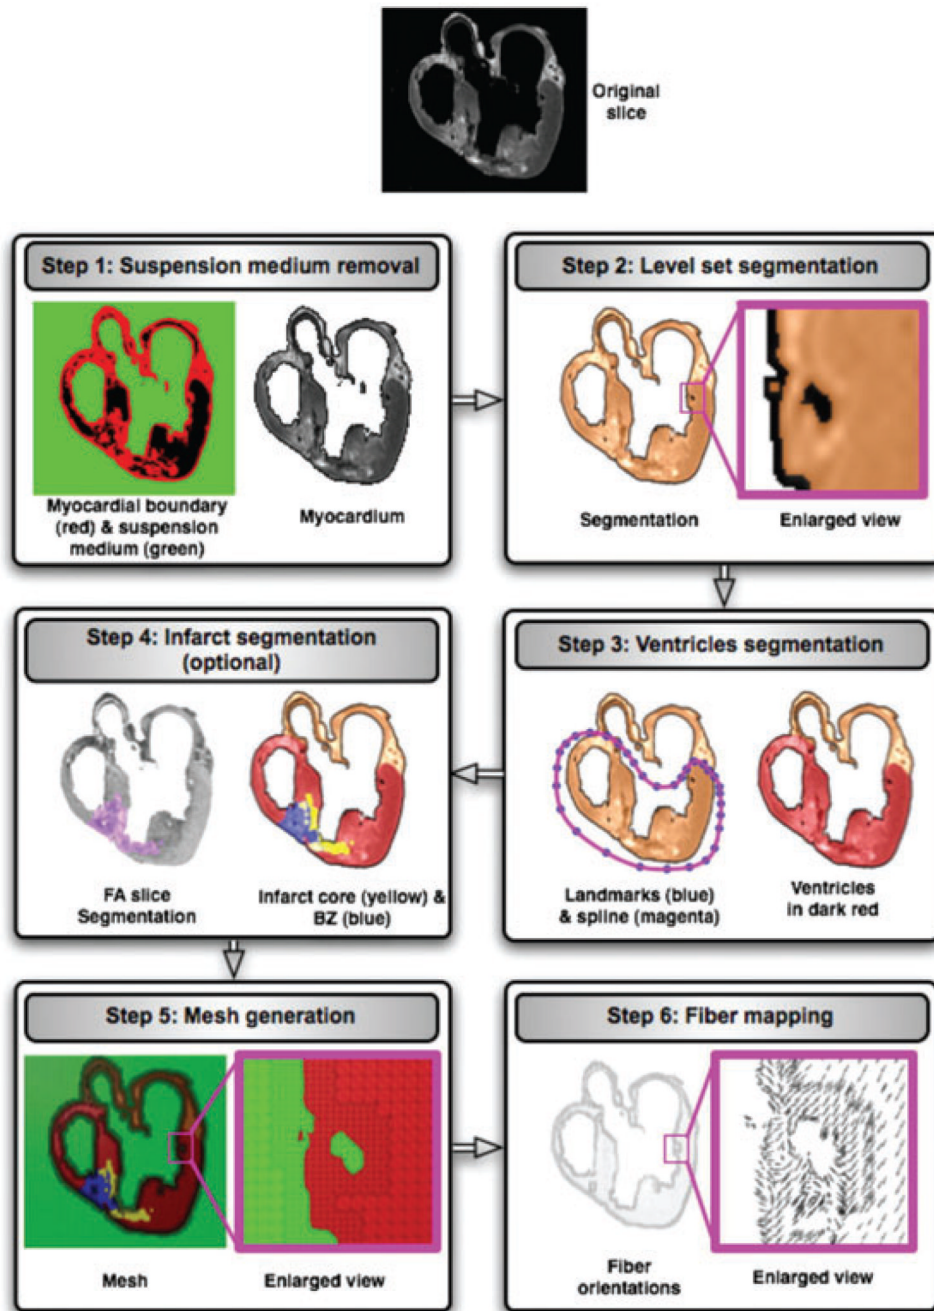 Original
slice
Step 1: Suspension medium removal
Myocardial boundary
(red) & suspension
medium (green)
Myocardium
Step 2: Level set segmentation
Segmentation
Enlarged view
Step 4: Infarct segmentation
(optional)
FA slice
Segmentation
Infarct core (yellow) &
BZ (blue)
Step 3: Ventricles segmentation
Landmarks (blue)
& spline (magenta)
Ventricles
in dark red
Step 5: Mesh generation
Mesh
Enlarged view
Step 6: Fiber mapping
Fiber
orientations
Enlarged view